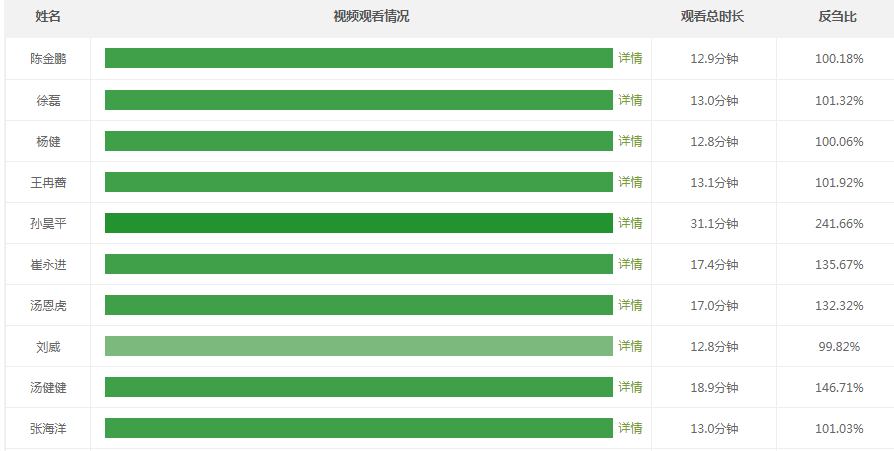 姓名 视频观看情况 观看总时长 反刍比
陈金鹏 详情 12.9分钟 100.18%
徐磊 详情 13.0分钟 101.32%
杨健 详情 12.8分钟 100.06%
王冉蔷 详情 13.1分钟 101.92%
孙昊平 详情 31.1分钟 241.66%
崔永进 详情 17.4分钟 135.67%
汤恩虎 详情 17.0分钟 132.32%
刘威 详情 12.8分钟 99.82%
汤健健 详情 18.9分钟 146.71%
张海洋 详情 13.0分钟 101.03%